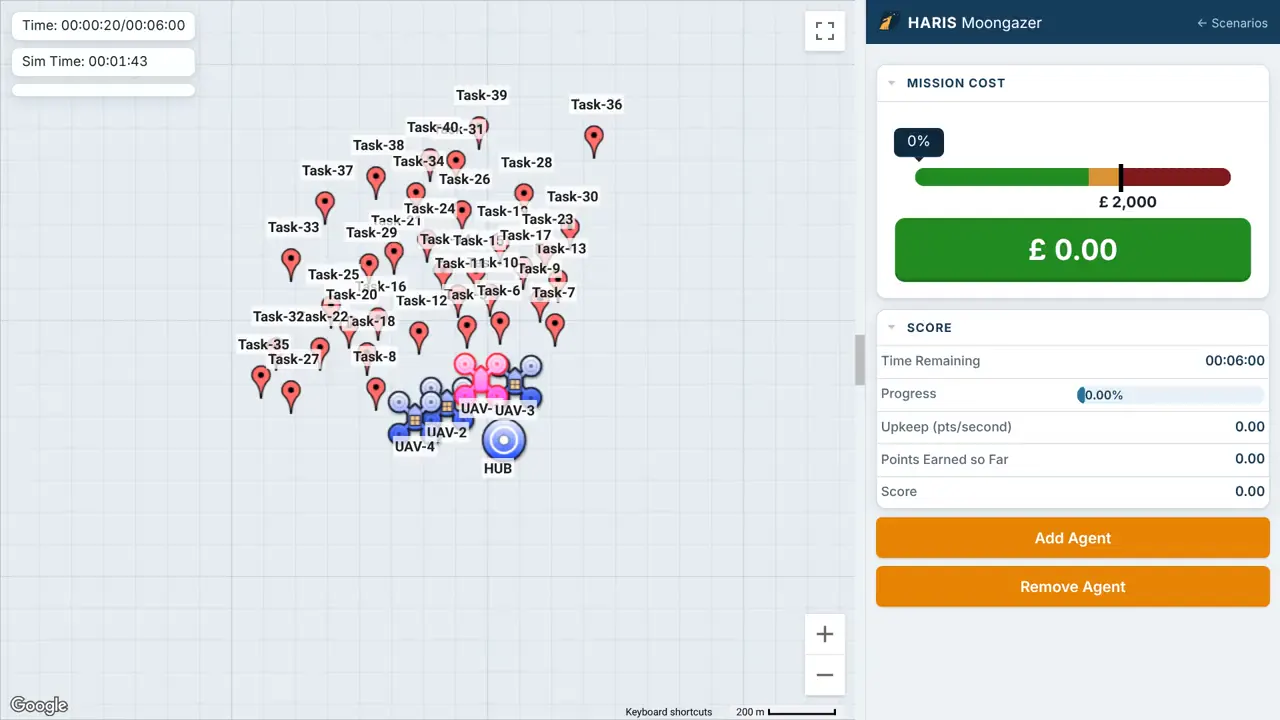 Time: 00:00:20/00:06:00
Sim Time: 00:01:43
HARIS Moongazer
← Scenarios
MISSION COST
0%
£ 2,000
£ 0.00
SCORE
Time Remaining 00:06:00
Progress 0.00%
Upkeep (pts/second) 0.00
Points Earned so Far 0.00
Score 0.00
Add Agent
Remove Agent
Task-39
Task-36
Task-40
Task-38
Task-34
Task-28
Task-37
Task-26
Task-30
Task-24
Task-23
Task-33
Task-29
Task-17
Task-13
Task-11
Task-9
Task-25
Task-20
Task-12
Task-6
Task-7
Task-32
Task-18
Task-35
Task-27
Task-8
UAV-3
UAV-2
UAV-4
HUB
Google
Keyboard shortcuts
200 m